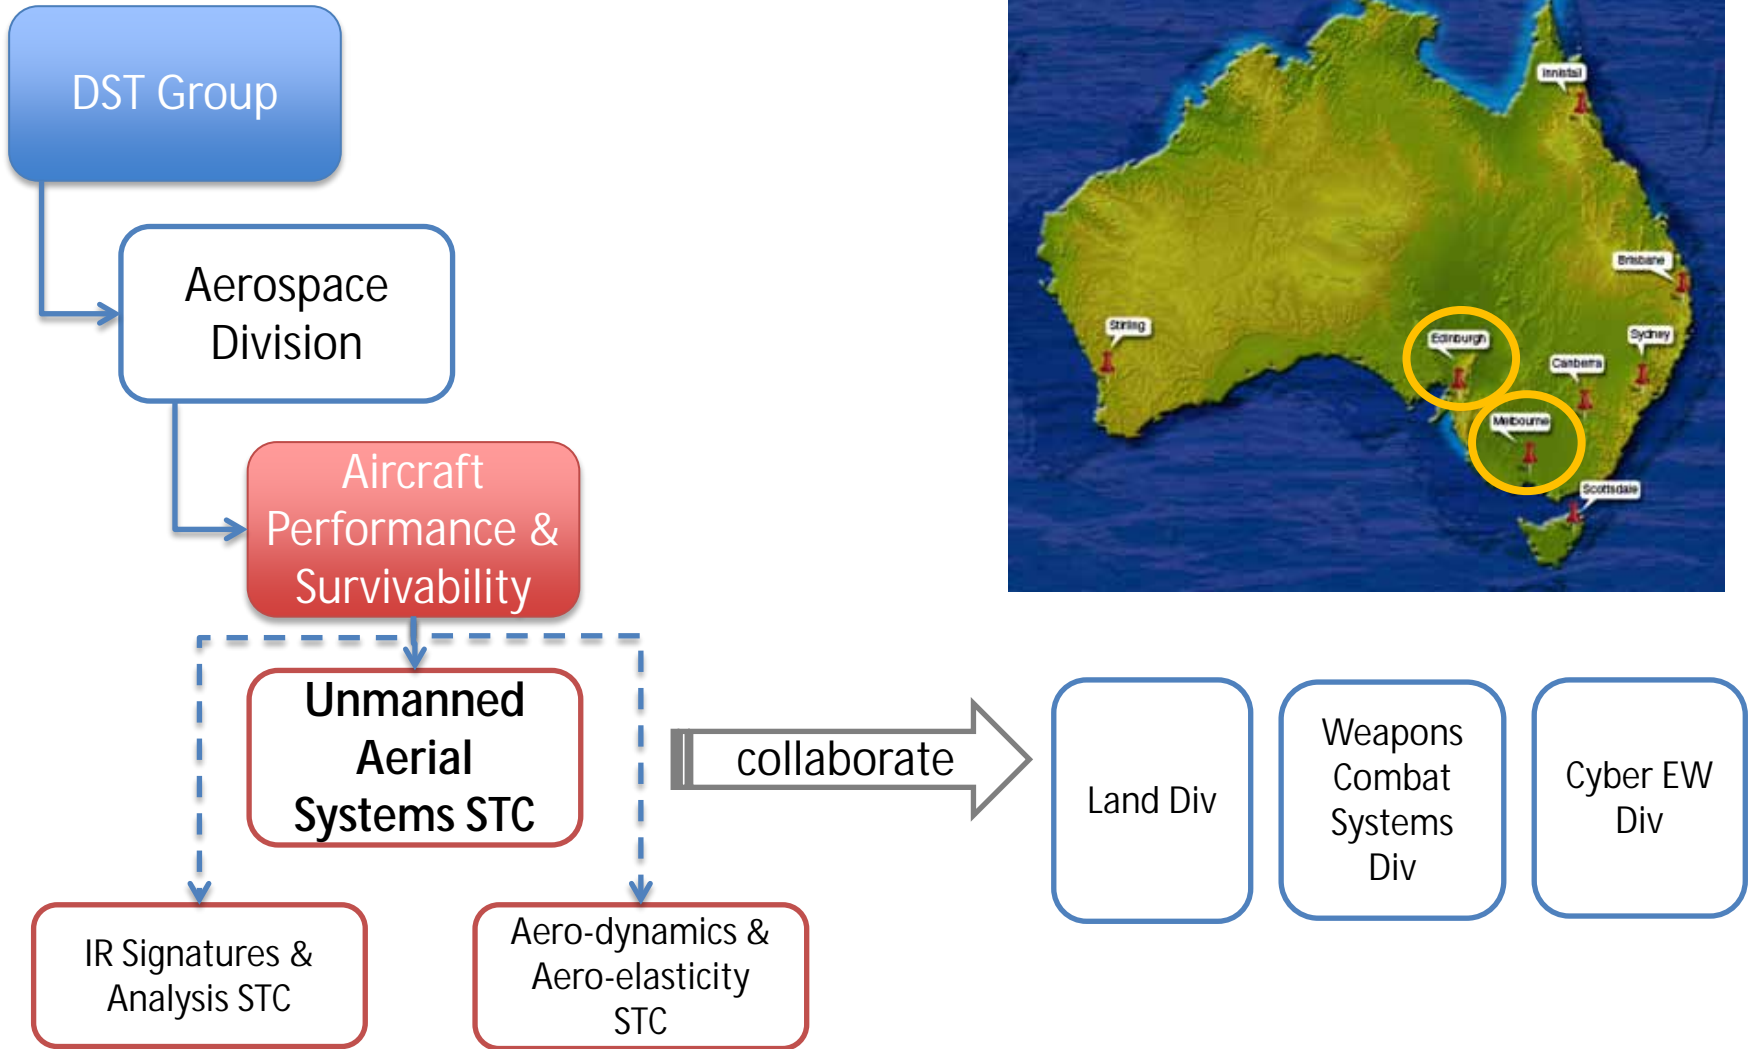 DST Group
Aerospace
Division
Aircraft
Performance &
Survivability
Unmanned
Aerial
Systems STC
IR Signatures &
Analysis STC
Aero-dynamics &
Aero-elasticity
STC
collaborate
Land Div
Weapons
Combat
Systems
Div
Cyber EW
Div
Innisfail
Brisbane
Stirling
Edinburgh
Sydney
Canberra
Melbourne
Scottsdale